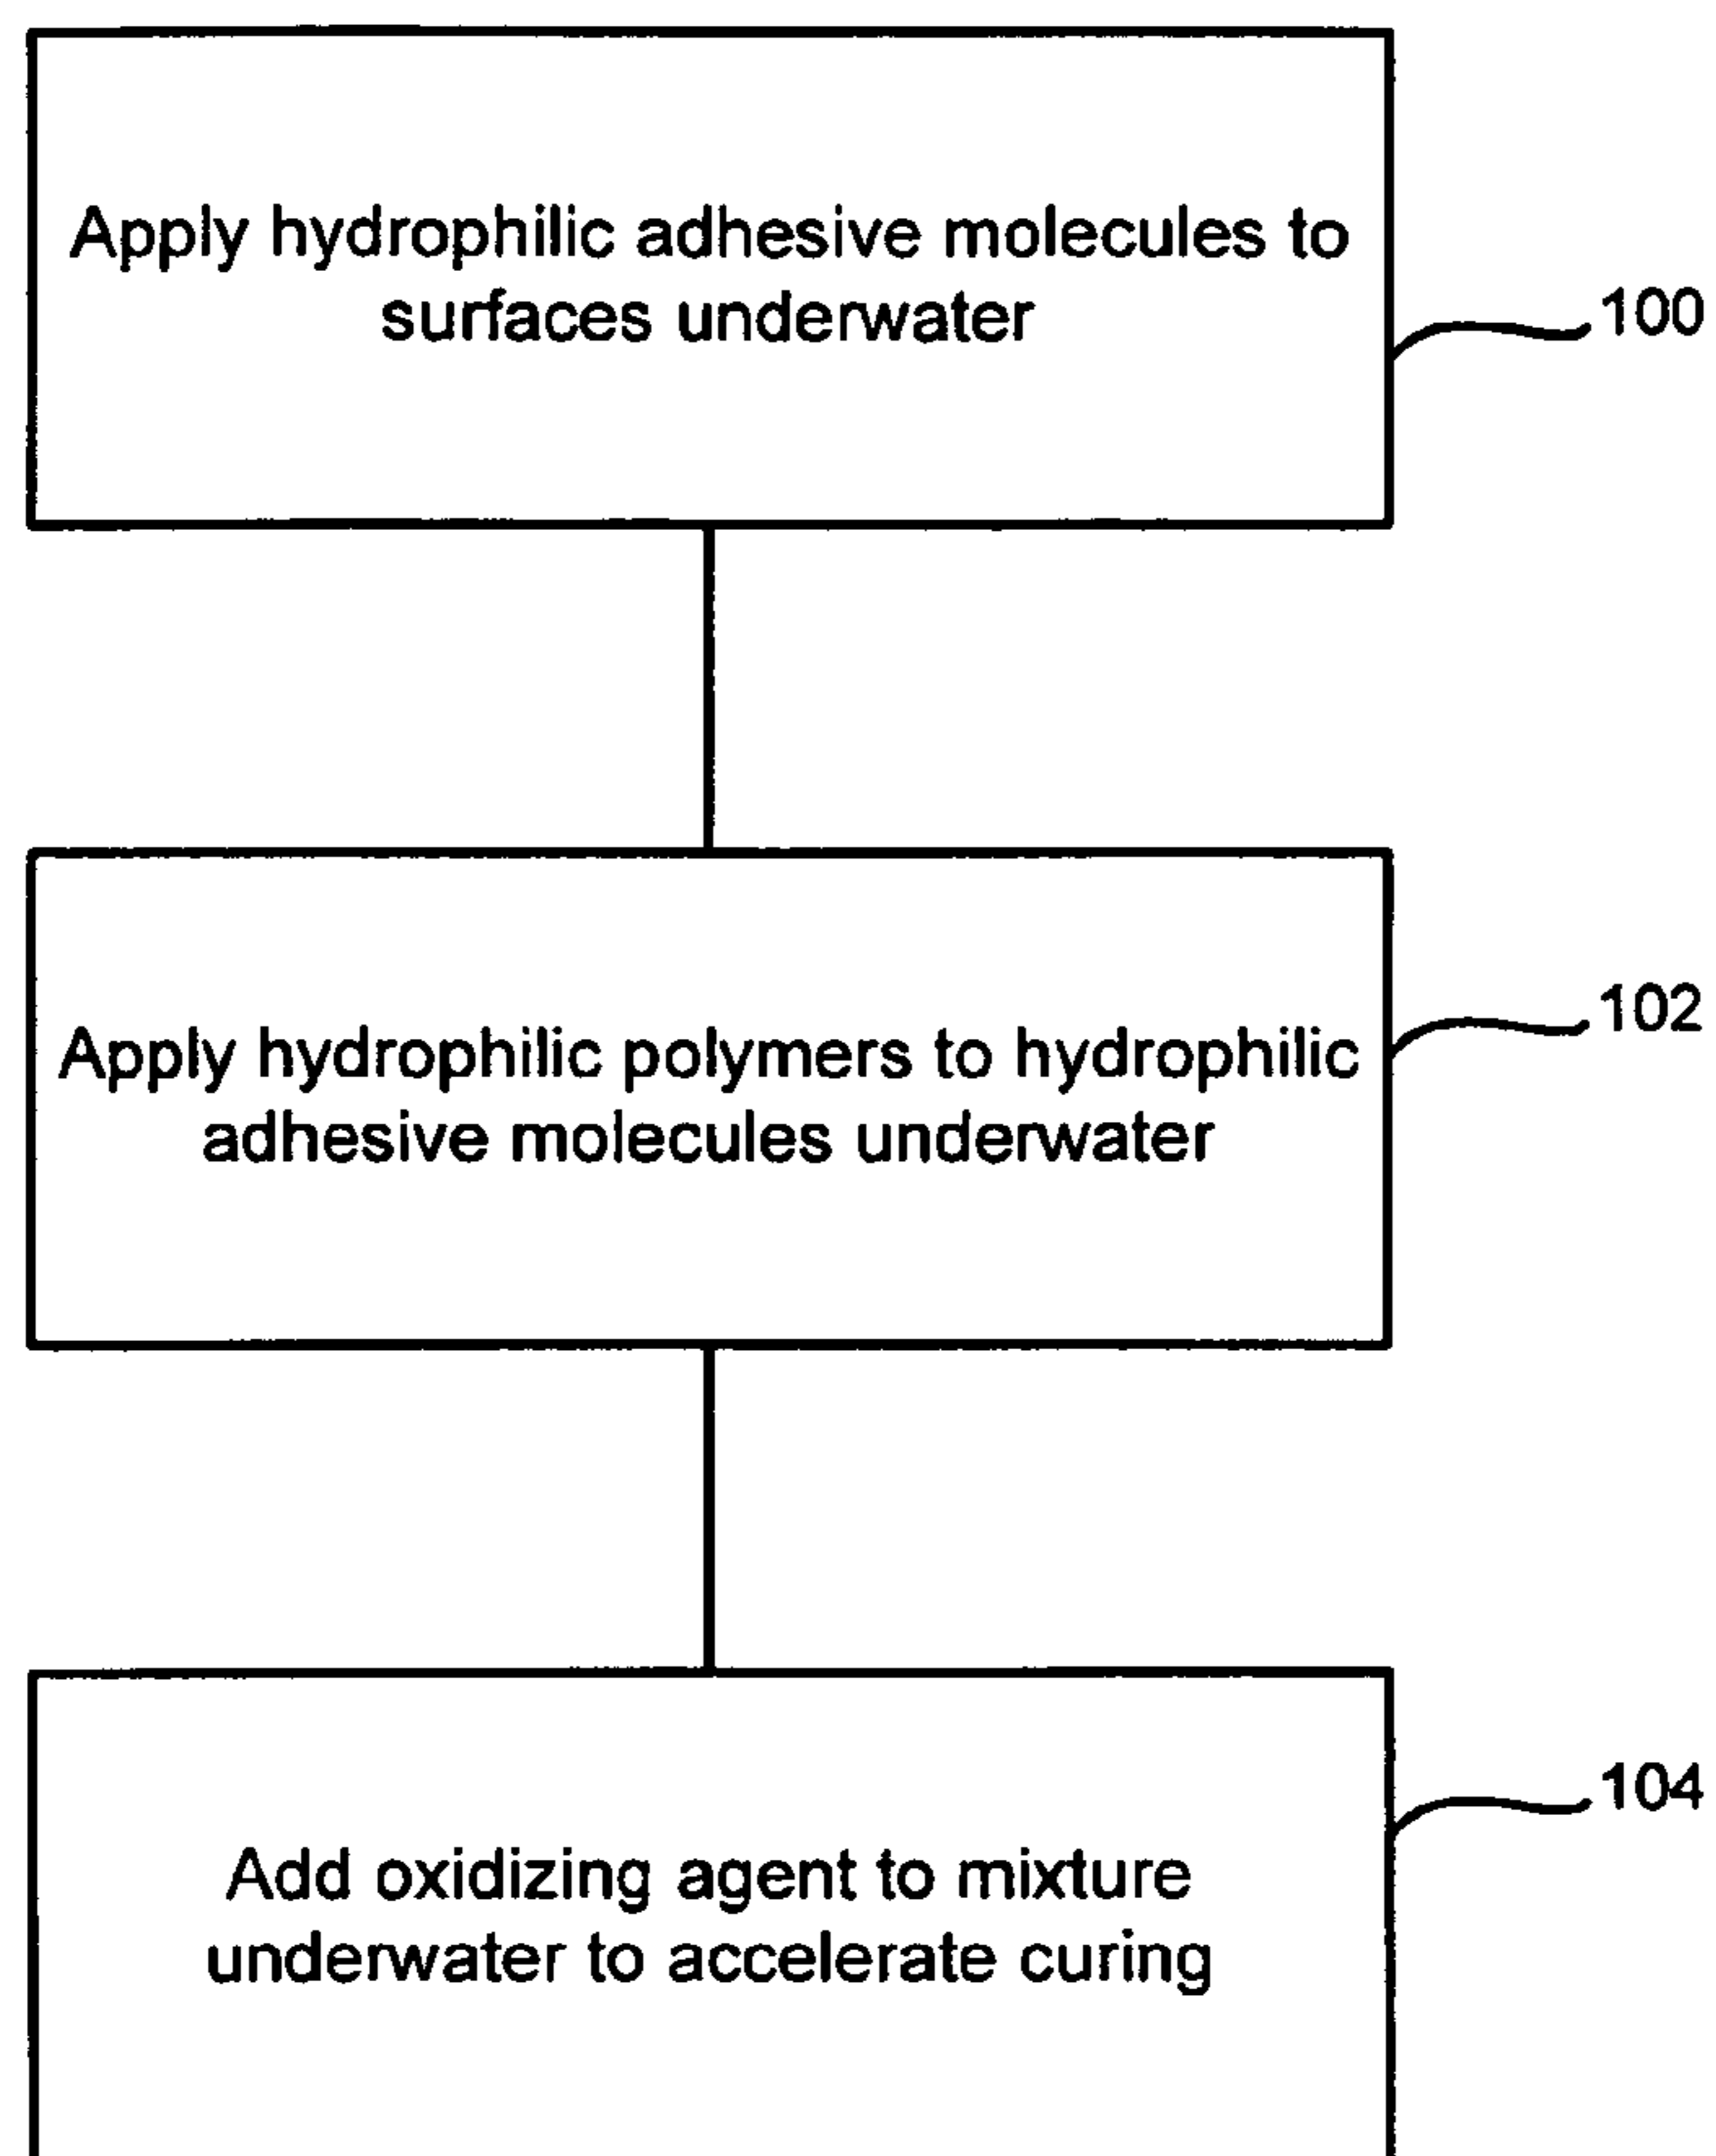 Apply hydrophilic adhesive molecules to
surfaces underwater
100
Apply hydrophilic polymers to hydrophilic
adhesive molecules underwater
102
Add oxidizing agent to mixture
underwater to accelerate curing
104